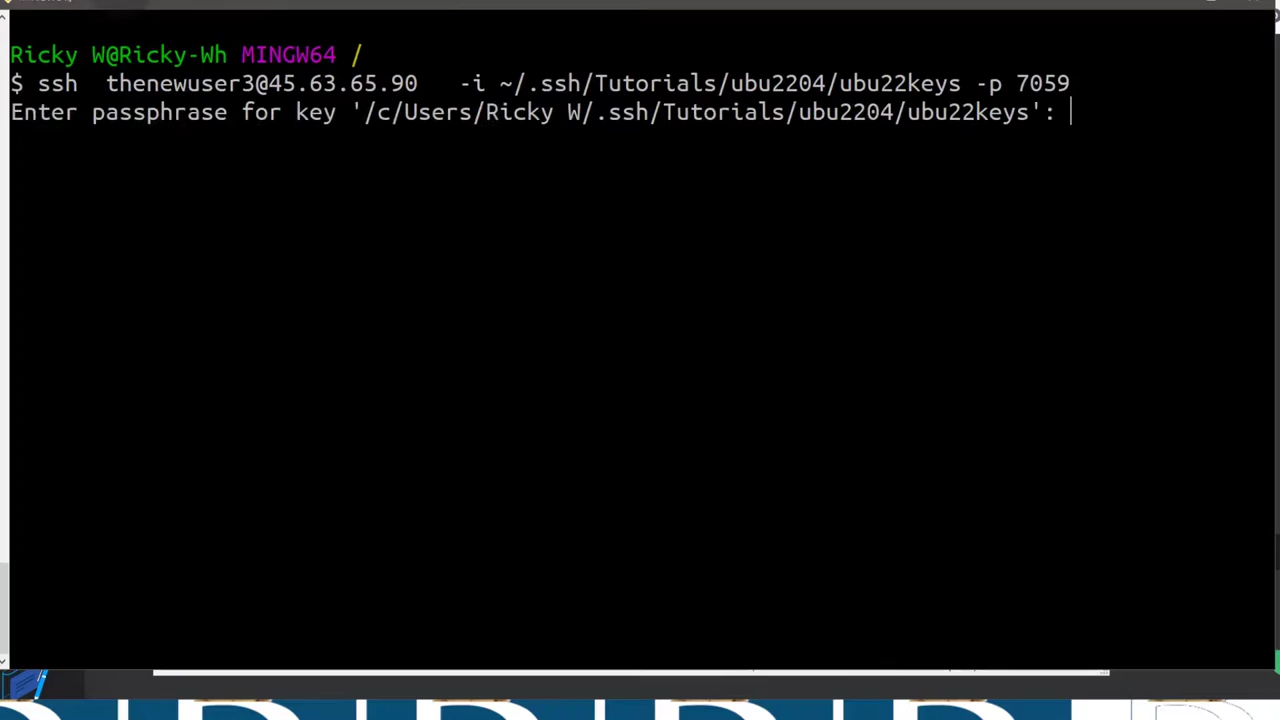 Ricky W@Ricky-Wh MINGW64 /
$ ssh  thenewuser3@45.63.65.90   -i ~/.ssh/Tutorials/ubu2204/ubu22keys -p 7059
Enter passphrase for key '/c/Users/Ricky W/.ssh/Tutorials/ubu2204/ubu22keys':